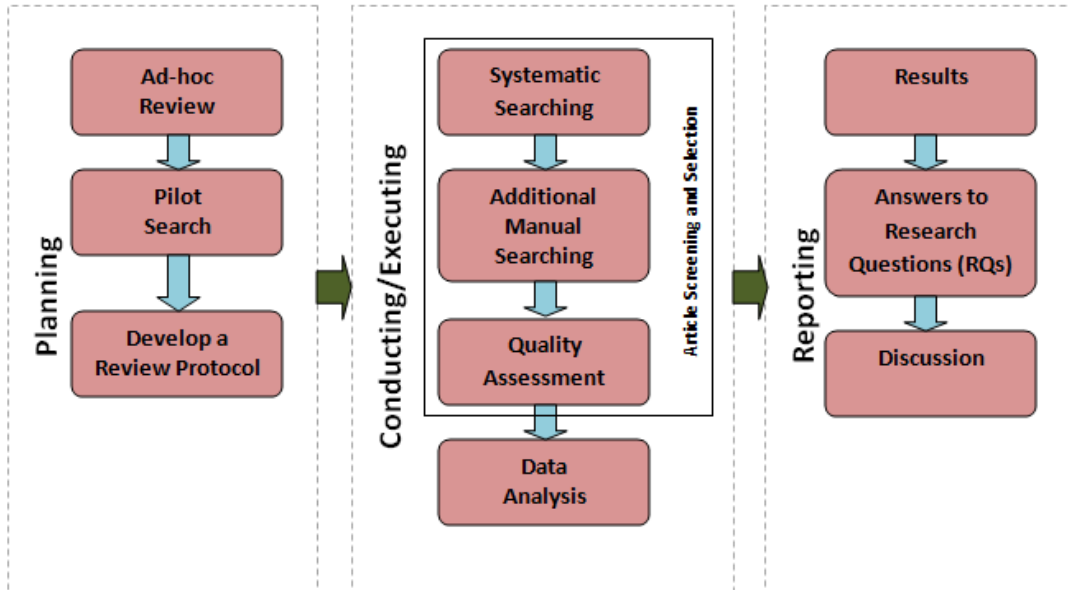 Planning
Ad-hoc
Review
Pilot
Search
Develop a
Review Protocol
Conducting/Executing
Systematic
Searching
Additional
Manual
Searching
Quality
Assessment
Article Screening and Selection
Data
Analysis
Reporting
Results
Answers to
Research
Questions (RQs)
Discussion